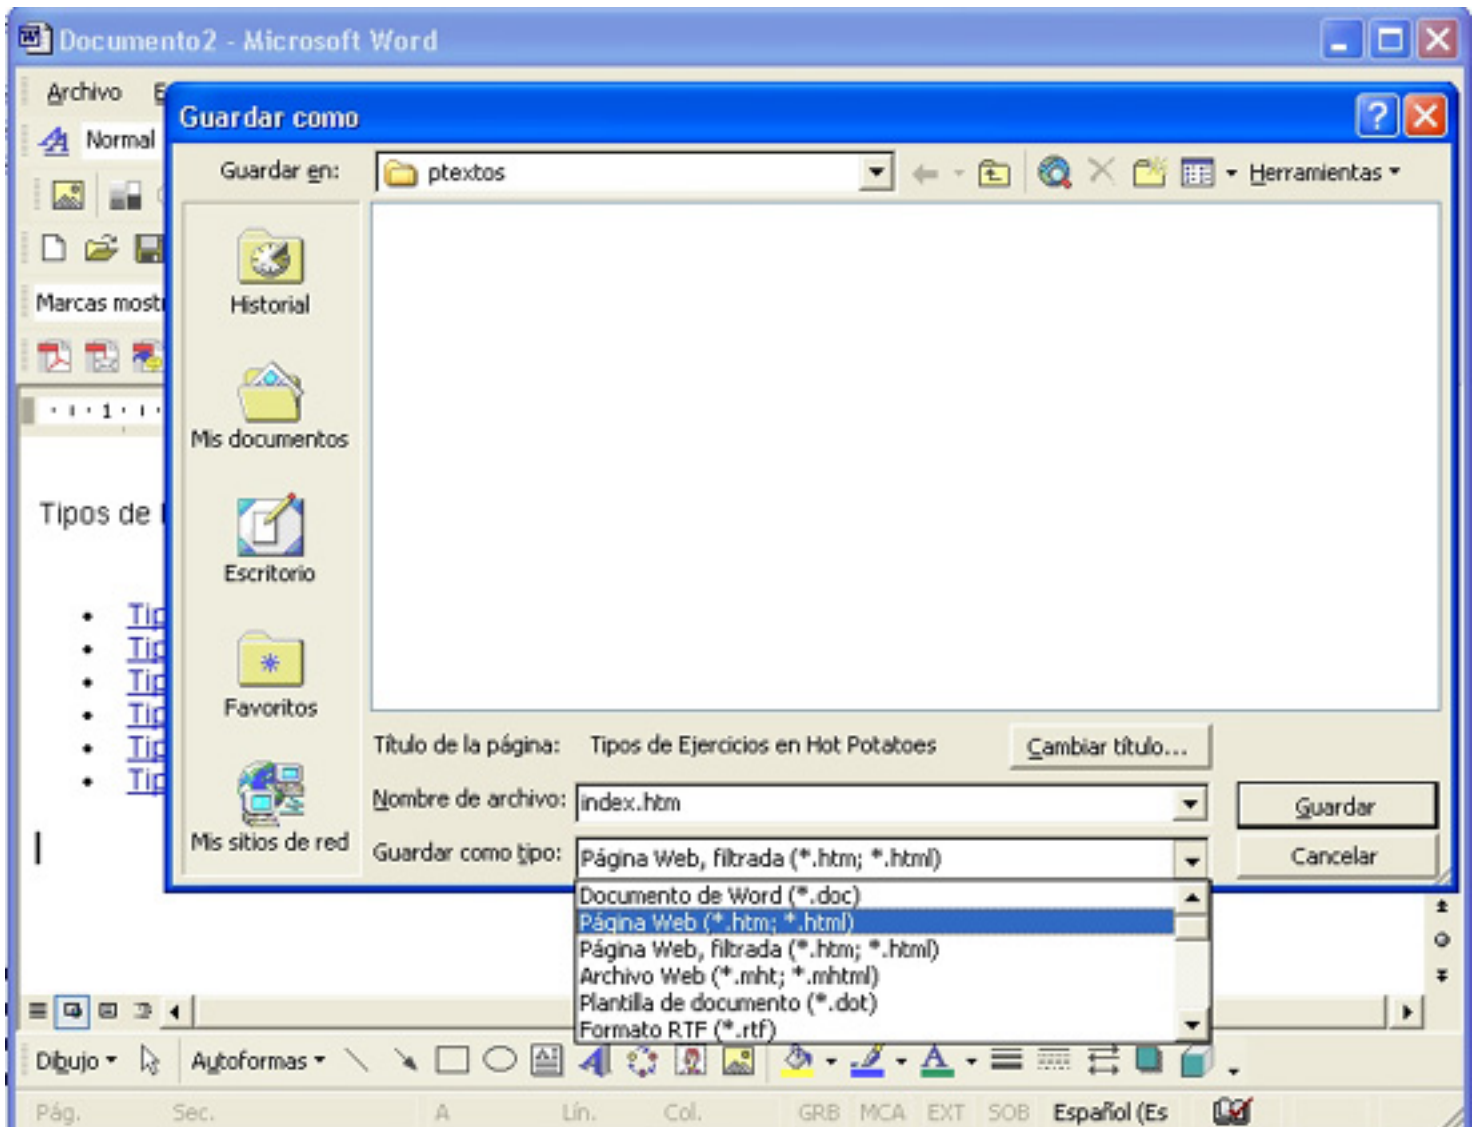 Documento2 - Microsoft Word
Archivo
Guardar como
Normal
Guardar en:
ptextos
Herramientas
Historial
Marcas
Mis documentos
1
Tipos de
Escritorio
Favoritos
Título de la página: Tipos de Ejercicios en Hot Potatoes
Cambiar título...
Nombre de archivo: index.htm
Guardar
Mis sitios de red
Guardar como tipo: Página Web, filtrada (*.htm; *.html)
Cancelar
Documento de Word (*.doc)
Página Web (*.htm; *.html)
Página Web, filtrada (*.htm; *.html)
Archivo Web (*.mht; *.mhtml)
Plantilla de documento (*.dot)
Formato RTF (*.rtf)
Dibujo
Autoformas
Pág. Sec. A Lín. Col. GRB MCA EXT SOB Español (Es